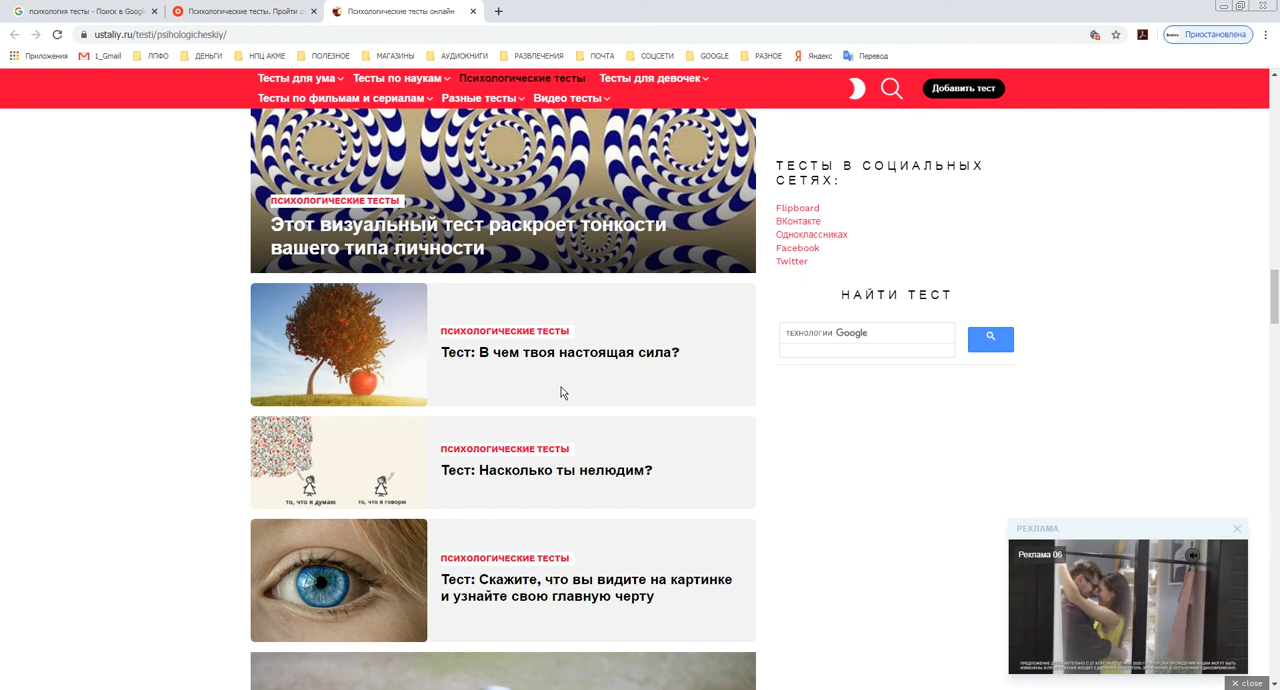 психология тесты - Поиск в Googl
Психологические тесты. Пройти о
Психологические тесты онлайн
ustaliy.ru/testi/psihologicheskiy/
Приостановлена
Приложения
1_Gmail
ЛПФО
ДЕНЬГИ
НПЦ АКМЕ
ПОЛЕЗНОЕ
МАГАЗИНЫ
АУДИОКНИГИ
РАЗВЛЕЧЕНИЯ
ПОЧТА
СОЦСЕТИ
GOOGLE
РАЗНОЕ
Яндекс
Перевод
Тесты для ума
Тесты по наукам
Психологические тесты
Тесты для девочек
Тесты по фильмам и сериалам
Разные тесты
Видео тесты
Добавить тест
ПСИХОЛОГИЧЕСКИЕ ТЕСТЫ
Этот визуальный тест раскроет тонкости
вашего типа личности
ПСИХОЛОГИЧЕСКИЕ ТЕСТЫ
Тест: В чем твоя настоящая сила?
то, что я думаю
то, что я говорю
ПСИХОЛОГИЧЕСКИЕ ТЕСТЫ
Тест: Насколько ты нелюдим?
ПСИХОЛОГИЧЕСКИЕ ТЕСТЫ
Тест: Скажите, что вы видите на картинке
и узнайте свою главную черту
ТЕСТЫ В СОЦИАЛЬНЫХ
СЕТЯХ:
Flipboard
ВКонтакте
Одноклассниках
Facebook
Twitter
НАЙТИ ТЕСТ
ТЕХНОЛОГИИ Google
РЕКЛАМА
Реклама 06
close